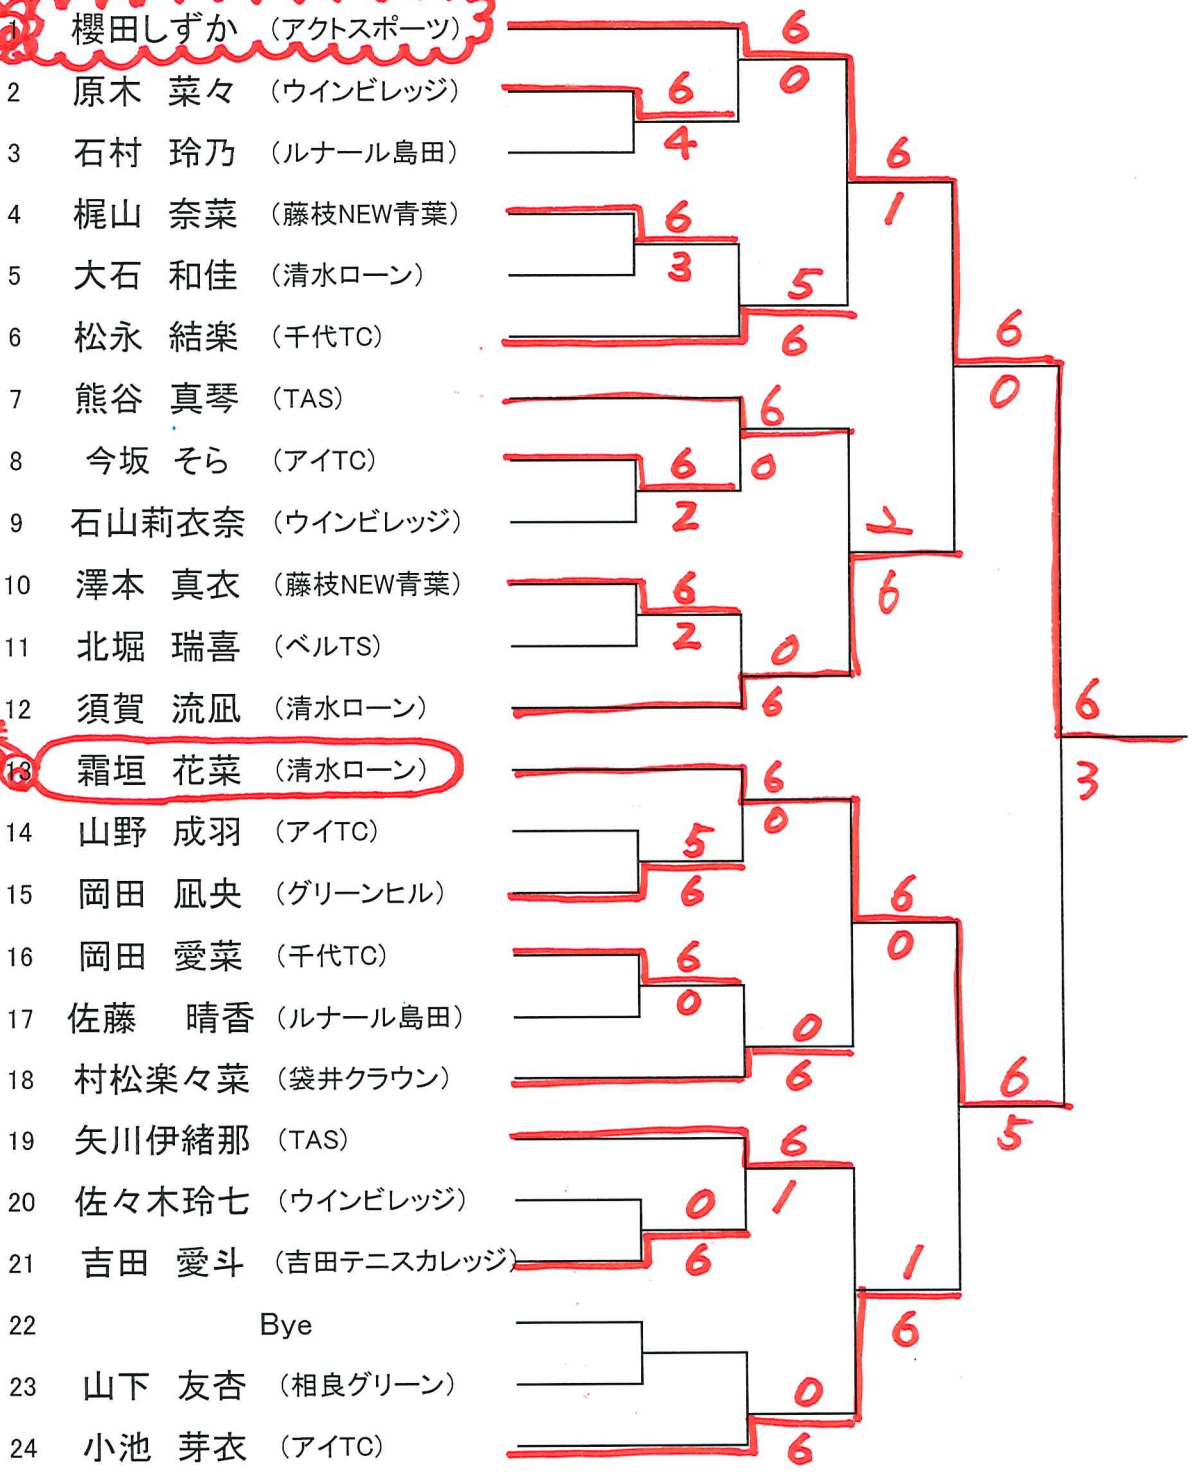 1 櫻田しずか （アクトスポーツ） 6
0
2 原木 菜々 （ウインビレッジ） 6
4
3 石村 玲乃 （ルナール島田） 6
1
4 梶山 奈菜 （藤枝NEW青葉） 6
3
5 大石 和佳 （清水ローン） 5
6 松永 結楽 （千代TC） 6
6
0
7 熊谷 真琴 （TAS） 6
8 今坂 そら （アイTC） 6 0
2
9 石山莉衣奈 （ウインビレッジ） 2
10 澤本 真衣 （藤枝NEW青葉） 6 6
2
11 北堀 瑞喜 （ベルTS） 0
12 須賀 流凪 （清水ローン） 6 6
13 霜垣 花菜 （清水ローン） 6 3
0
14 山野 成羽 （アイTC） 5
15 岡田 凪央 （グリーンヒル） 6 6
16 岡田 愛菜 （千代TC） 6 0
0
17 佐藤 晴香 （ルナール島田） 0
18 村松楽々菜 （袋井クラウン） 6 6
19 矢川伊緒那 （TAS） 6 5
20 佐々木玲七 （ウインビレッジ） 0 1
21 吉田 愛斗 （吉田テニスカレッジ） 6 1
22 Bye 6
23 山下 友杏 （相良グリーン） 0
24 小池 芽衣 （アイTC） 6